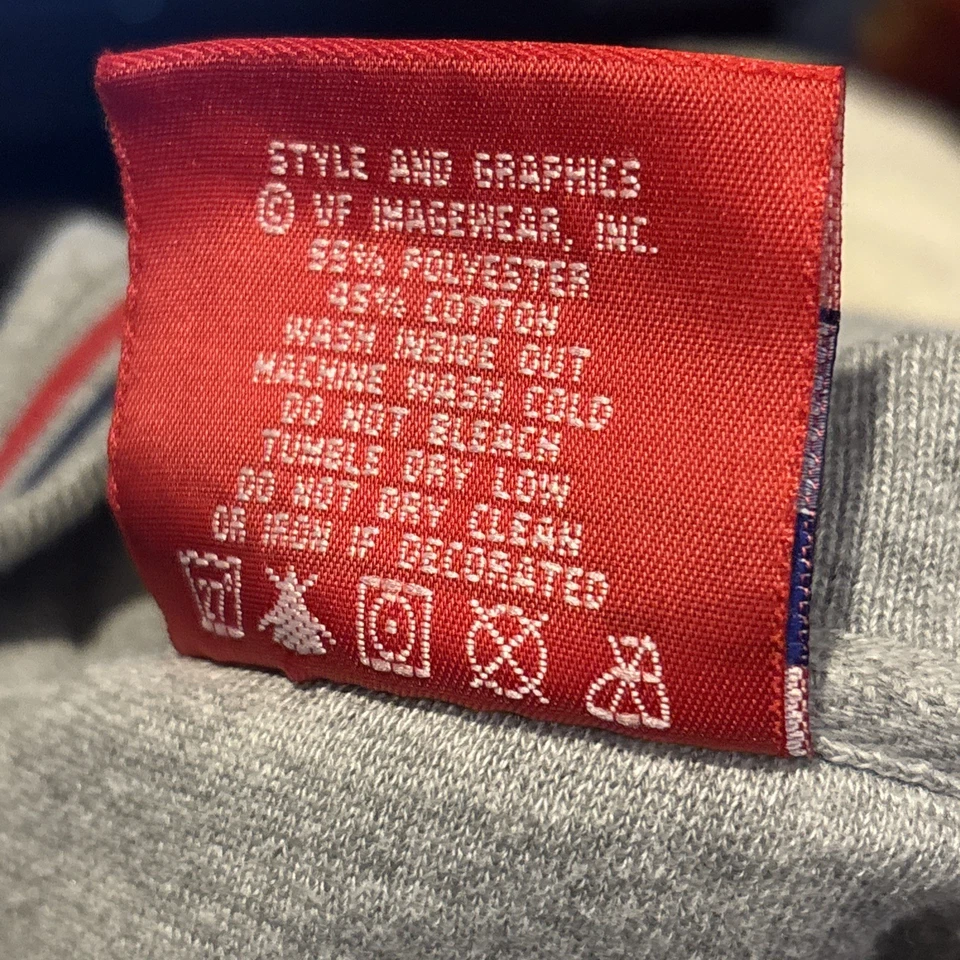 STYLE AND GRAPHICS
© VF IMAGEWEAR, INC.
55% POLYESTER
45% COTTON
WASH INSIDE OUT
MACHINE WASH COLD
DO NOT BLEACH
TUMBLE DRY LOW
DO NOT DRY CLEAN
OR IRON IF DECORATED